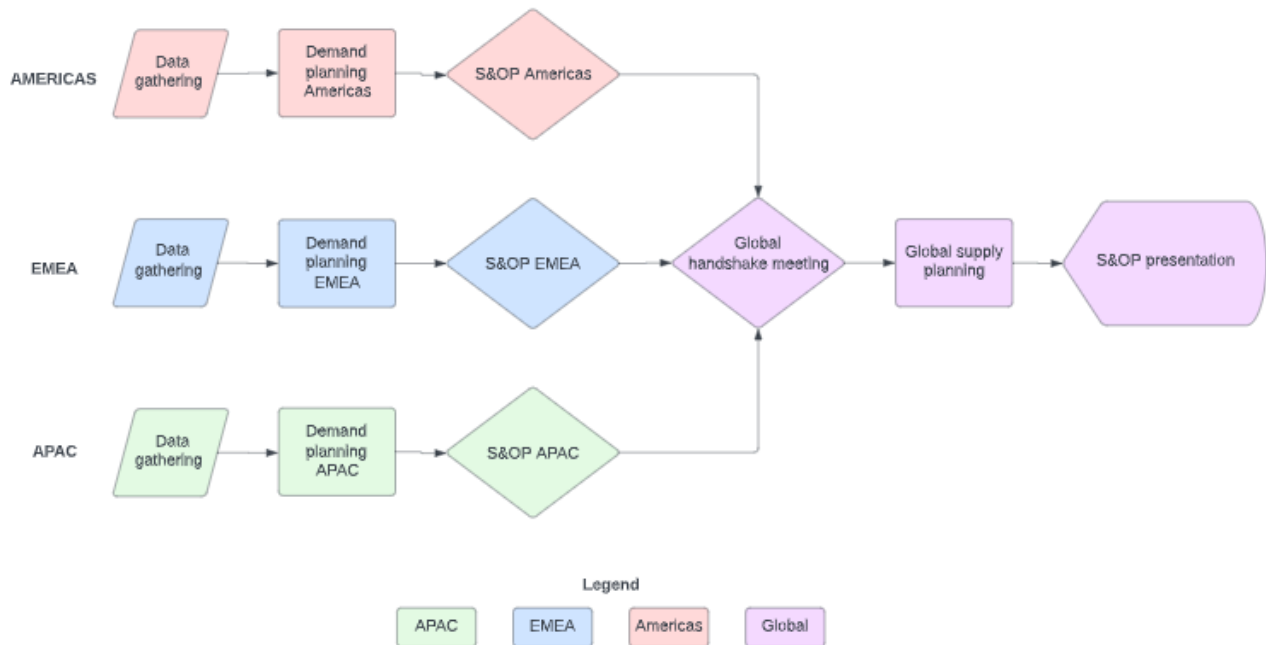 AMERICAS
Data
gathering
Demand
planning
Americas
S&OP Americas
EMEA
Data
gathering
Demand
planning
EMEA
S&OP EMEA
Global
handshake meeting
Global supply
planning
S&OP presentation
APAC
Data
gathering
Demand
planning
APAC
S&OP APAC
Legend
APAC
EMEA
Americas
Global